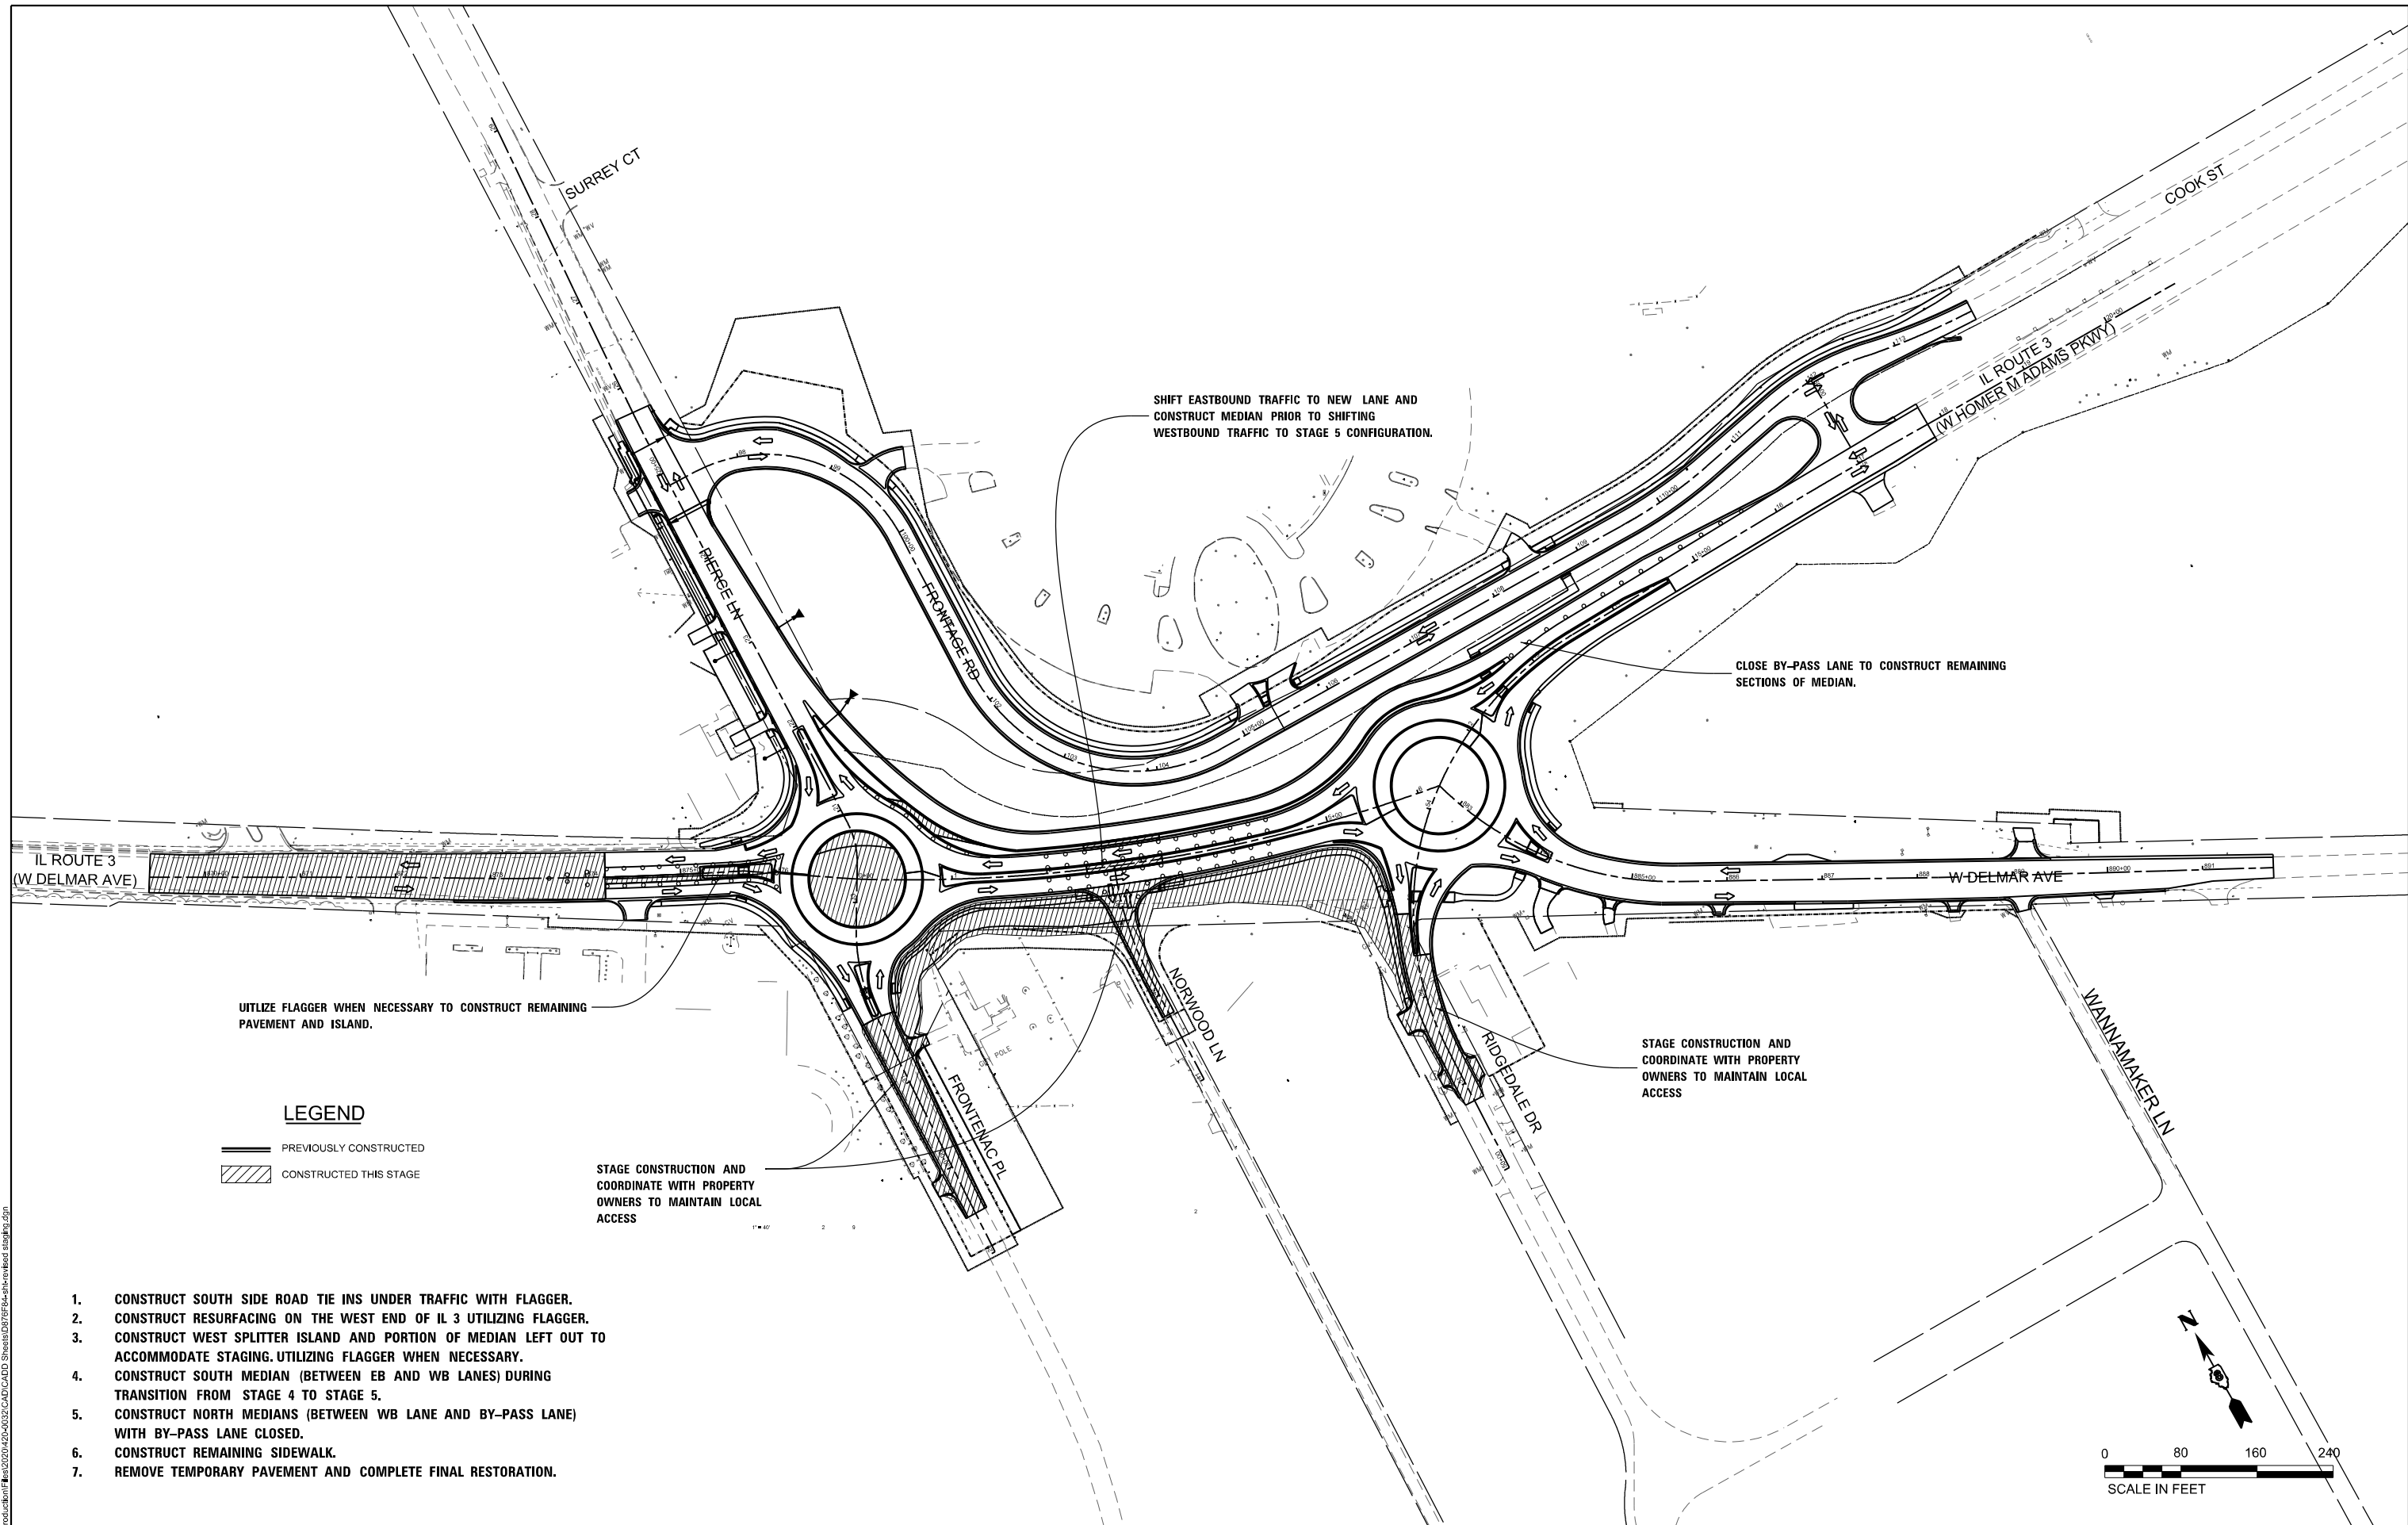 SURREY CT
COOK ST
IL ROUTE 3
(W HOMER M ADAMS PKWY)
SHIFT EASTBOUND TRAFFIC TO NEW LANE AND
CONSTRUCT MEDIAN PRIOR TO SHIFTING
WESTBOUND TRAFFIC TO STAGE 5 CONFIGURATION.
PIERCE LN
FRONTAGE RD
CLOSE BY-PASS LANE TO CONSTRUCT REMAINING
SECTIONS OF MEDIAN.
IL ROUTE 3
(W DELMAR AVE)
W DELMAR AVE
UITLIZE FLAGGER WHEN NECESSARY TO CONSTRUCT REMAINING
PAVEMENT AND ISLAND.
NORWOOD LN
POLE
FRONTENAC PL
RIDGEDALE DR
WANNAMAKER LN
STAGE CONSTRUCTION AND
COORDINATE WITH PROPERTY
OWNERS TO MAINTAIN LOCAL
ACCESS
LEGEND
PREVIOUSLY CONSTRUCTED
CONSTRUCTED THIS STAGE
STAGE CONSTRUCTION AND
COORDINATE WITH PROPERTY
OWNERS TO MAINTAIN LOCAL
ACCESS
1. CONSTRUCT SOUTH SIDE ROAD TIE INS UNDER TRAFFIC WITH FLAGGER.
2. CONSTRUCT RESURFACING ON THE WEST END OF IL 3 UTILIZING FLAGGER.
3. CONSTRUCT WEST SPLITTER ISLAND AND PORTION OF MEDIAN LEFT OUT TO
ACCOMMODATE STAGING. UTILIZING FLAGGER WHEN NECESSARY.
4. CONSTRUCT SOUTH MEDIAN (BETWEEN EB AND WB LANES) DURING
TRANSITION FROM STAGE 4 TO STAGE 5.
5. CONSTRUCT NORTH MEDIANS (BETWEEN WB LANE AND BY-PASS LANE)
WITH BY-PASS LANE CLOSED.
6. CONSTRUCT REMAINING SIDEWALK.
7. REMOVE TEMPORARY PAVEMENT AND COMPLETE FINAL RESTORATION.
N
0 80 160 240
SCALE IN FEET